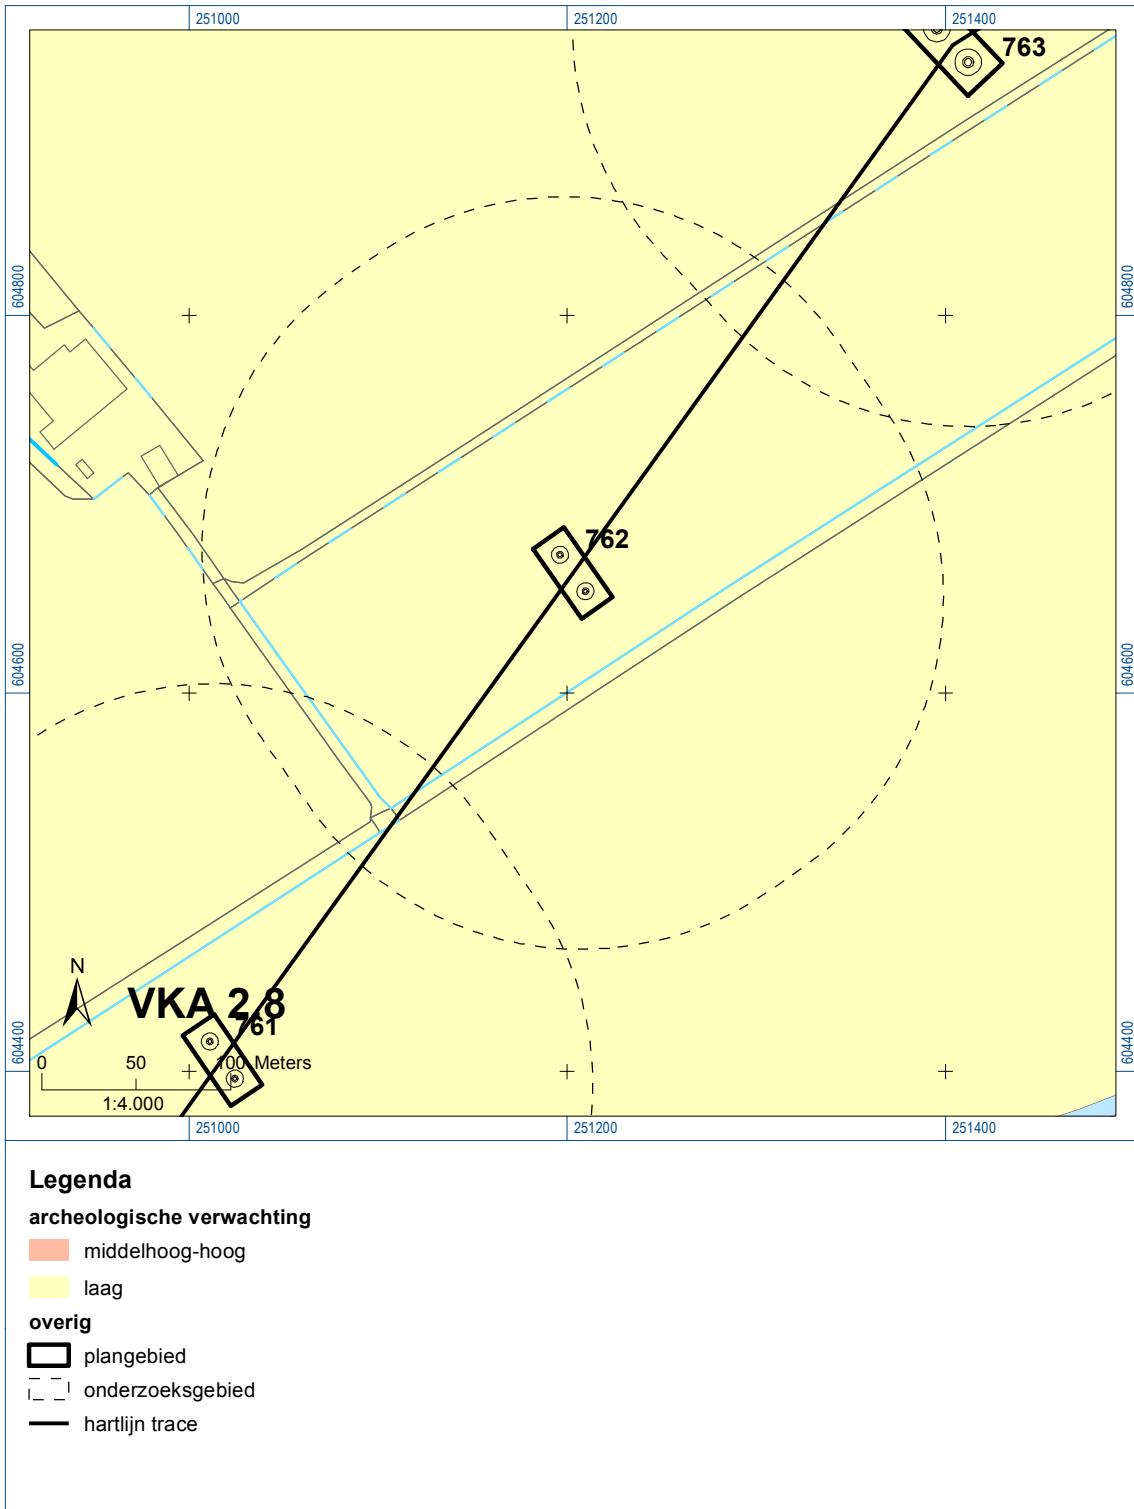 251000
251200
251400
763
604800
604800
762
604600
604600
N
VKA 2.8
761
604400
604400
0 50 100 Meters
1:4.000
251000
251200
251400
Legenda
archeologische verwachting
middelhoog-hoog
laag
overig
plangebied
onderzoeksgebied
hartlijn trace